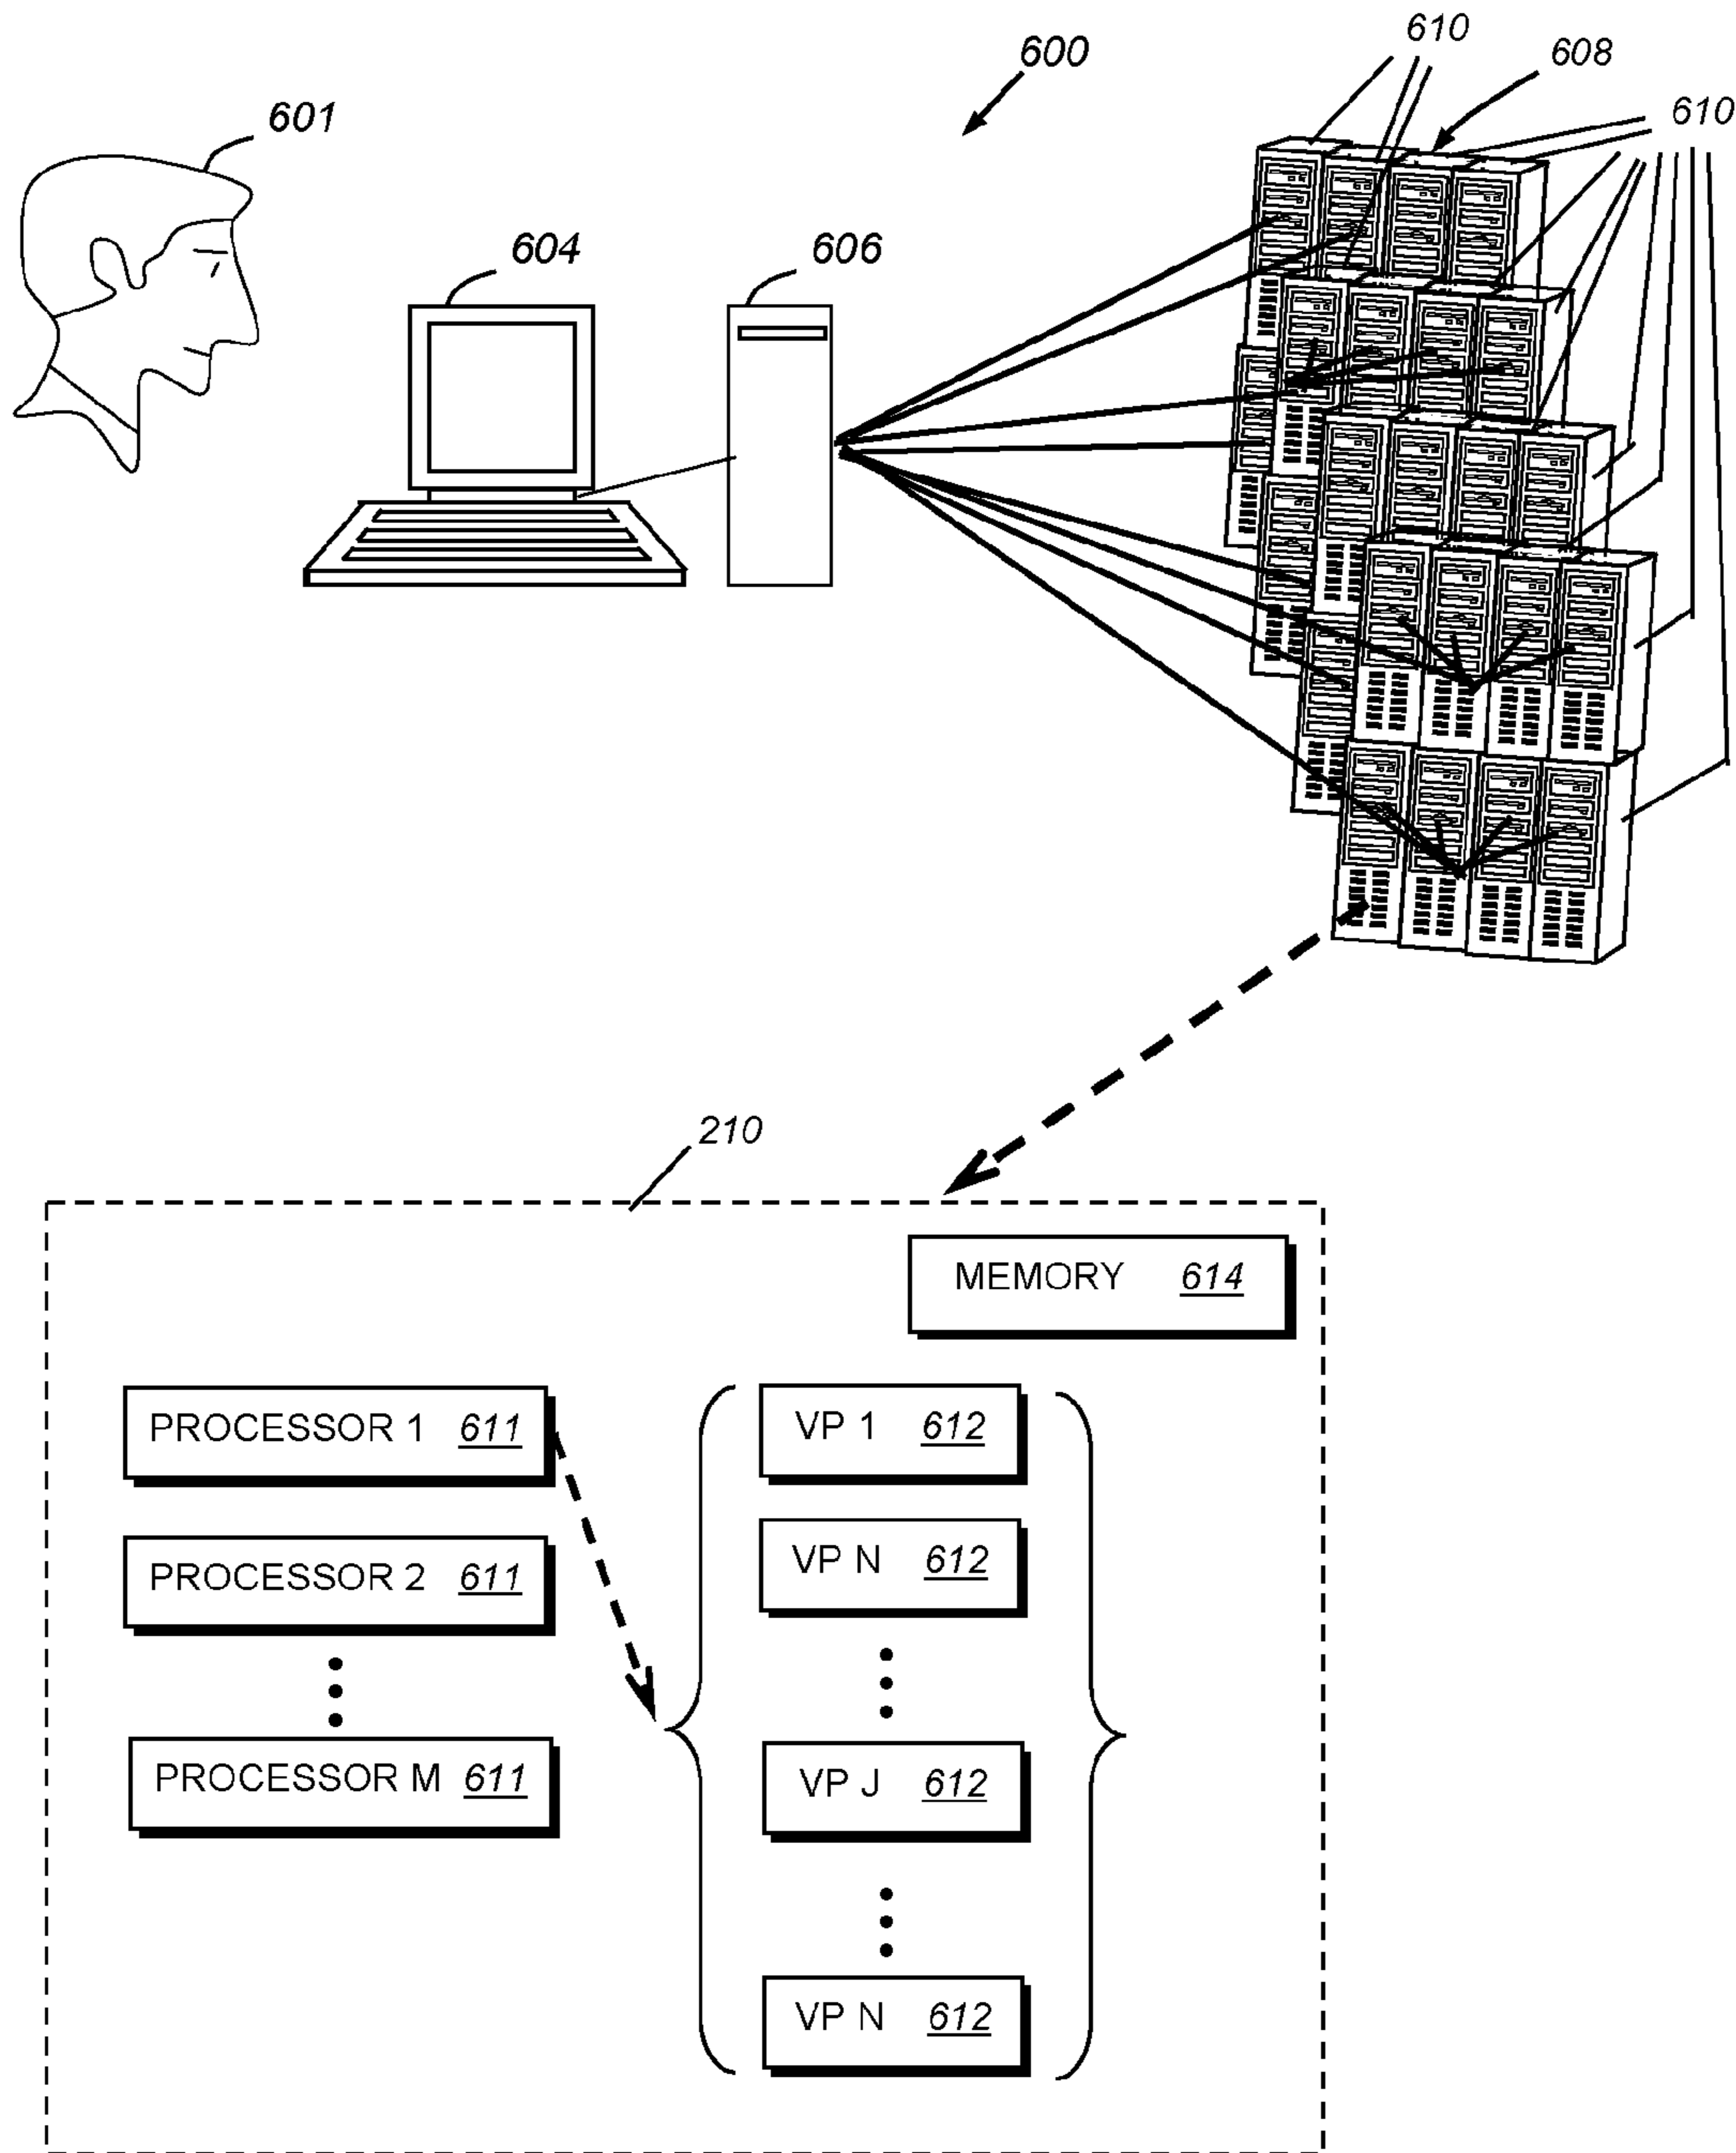 610
600
608
610
601
604
606
210
MEMORY 614
PROCESSOR 1 611
VP 1 612
PROCESSOR 2 611
VP N 612
PROCESSOR M 611
VP J 612
VP N 612